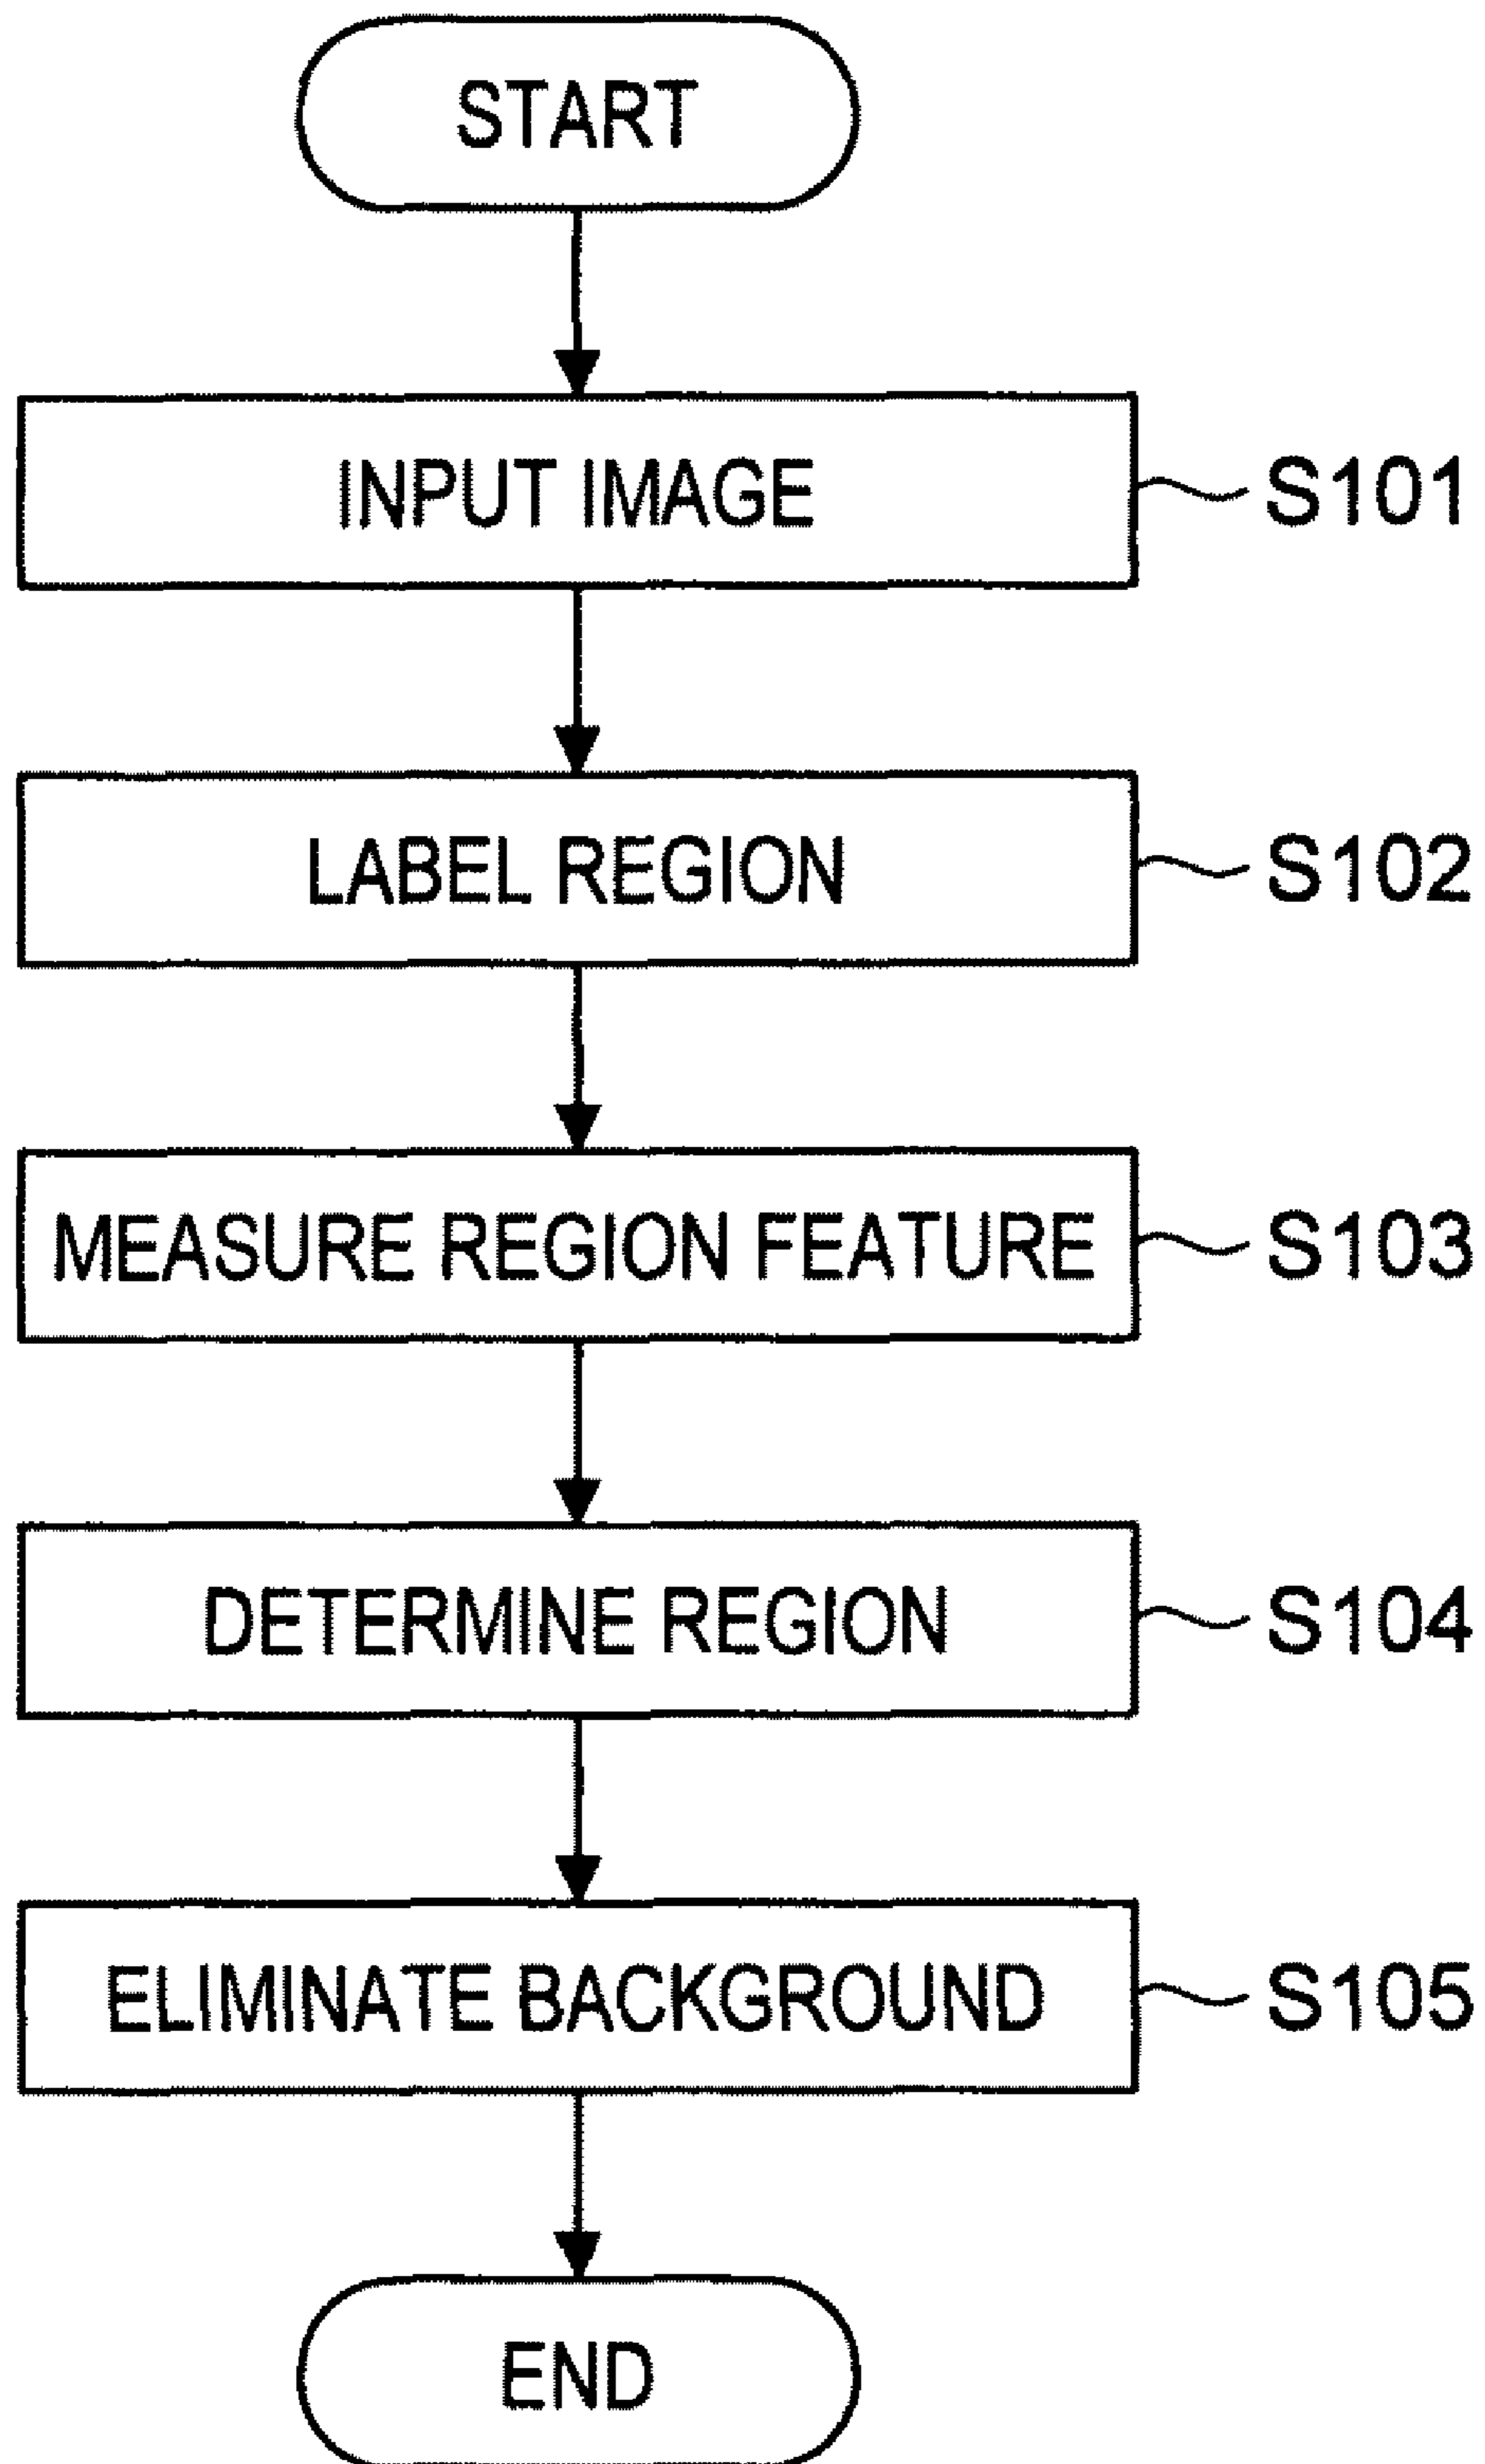 START
INPUT IMAGE
S101
LABEL REGION
S102
MEASURE REGION FEATURE
S103
DETERMINE REGION
S104
ELIMINATE BACKGROUND
S105
END